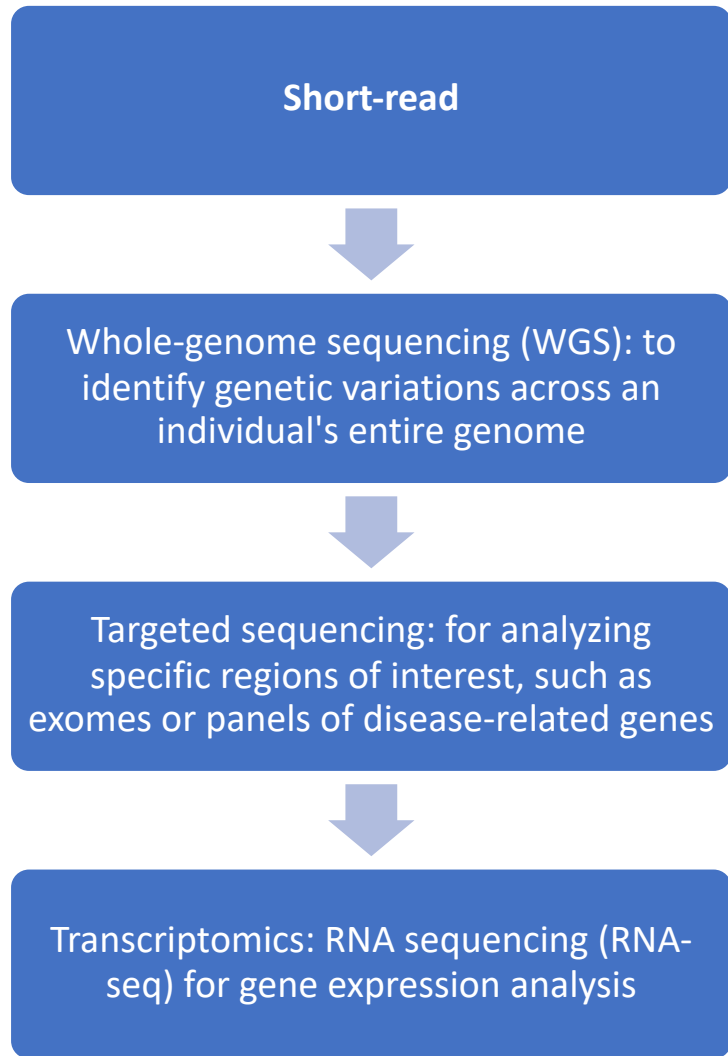 Short-read
Whole-genome sequencing (WGS): to
identify genetic variations across an
individual's entire genome
Targeted sequencing: for analyzing
specific regions of interest, such as
exomes or panels of disease-related genes
Transcriptomics: RNA sequencing (RNA-
seq) for gene expression analysis